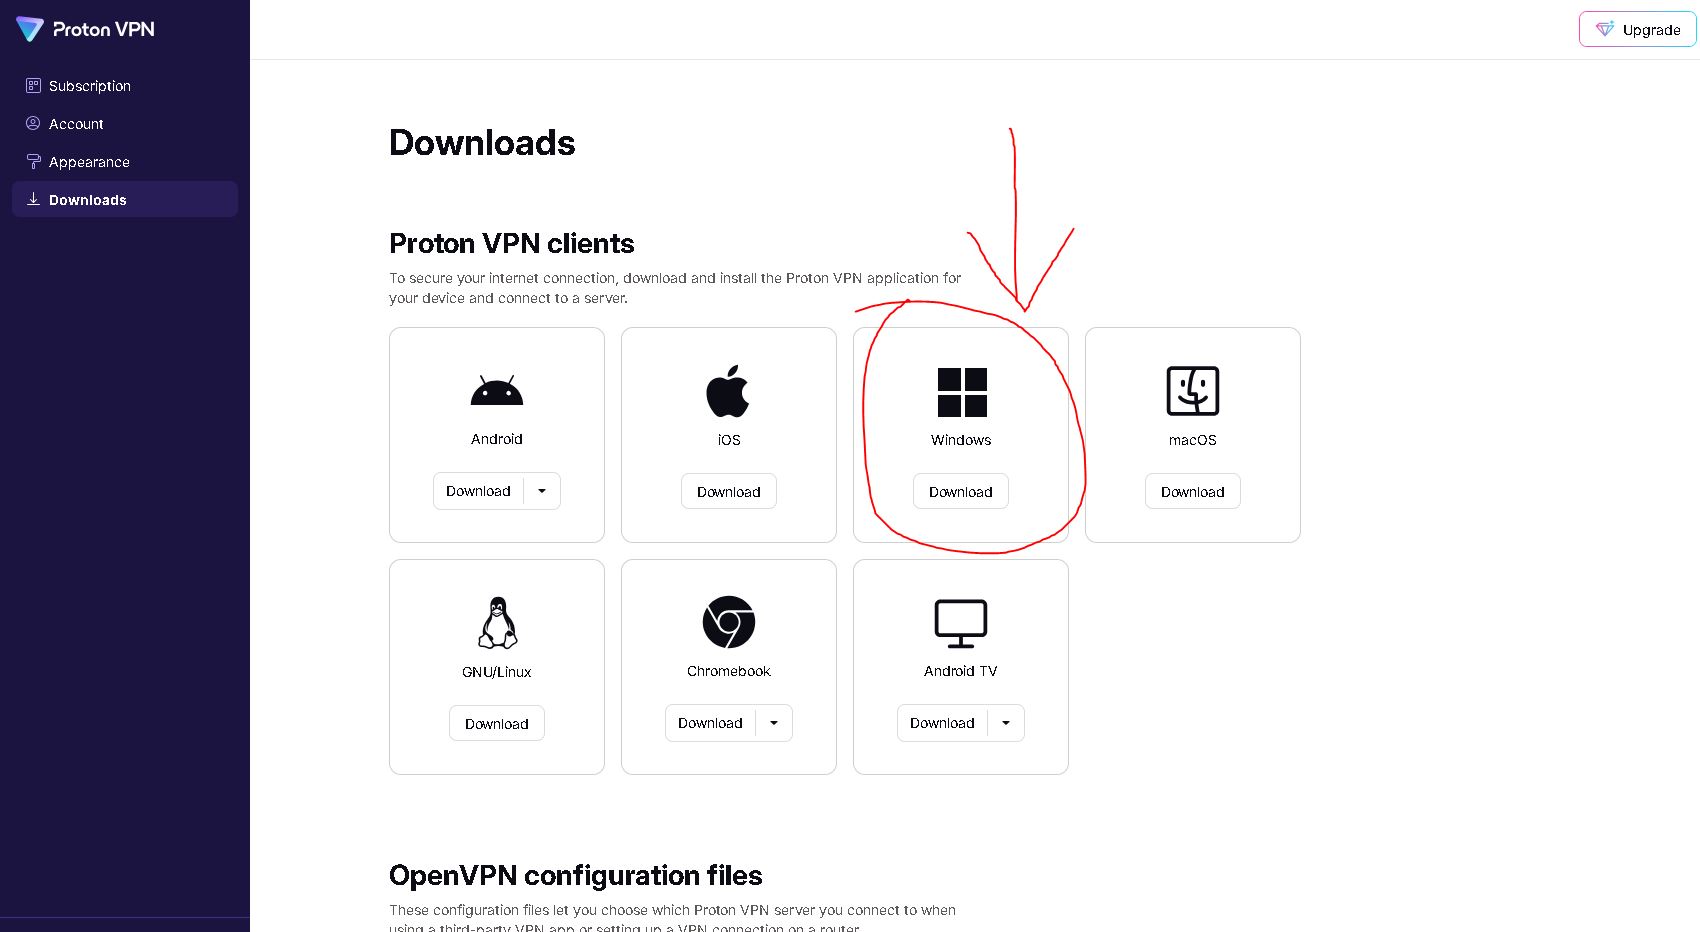 Proton VPN
Upgrade
Subscription
Account
Appearance
Downloads
Downloads
Proton VPN clients
To secure your internet connection, download and install the Proton VPN application for
your device and connect to a server.
Android
Download
iOS
Download
Windows
Download
macOS
Download
GNU/Linux
Download
Chromebook
Download
Android TV
Download
OpenVPN configuration files
These configuration files let you choose which Proton VPN server you connect to when
using a third-party VPN app or setting up a VPN connection on a router.